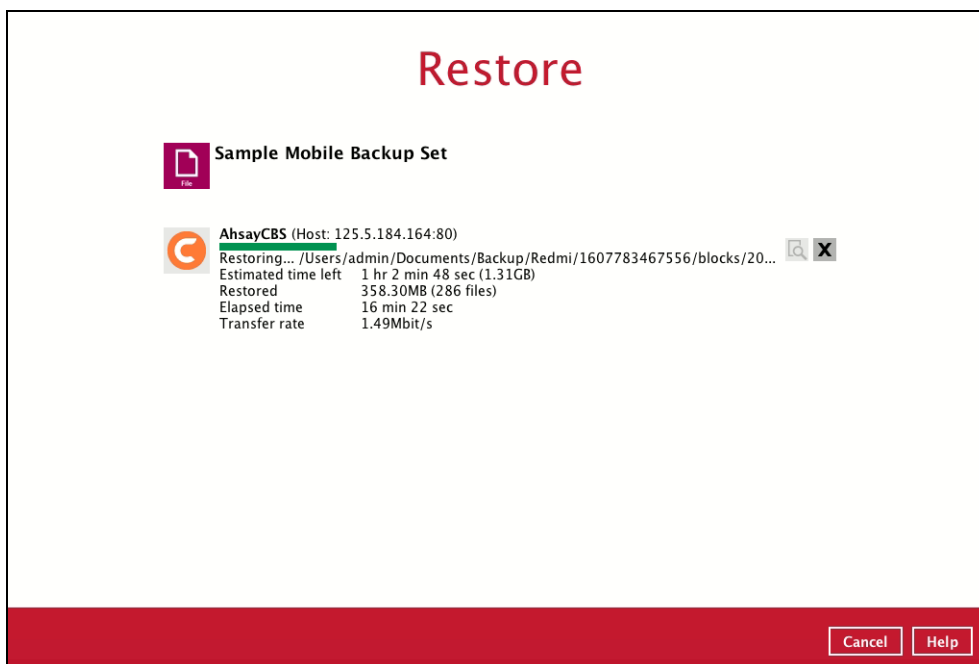 Restore
Sample Mobile Backup Set
File
AhsayCBS (Host: 125.5.184.164:80)
Restoring... /Users/admin/Documents/Backup/Redmi/1607783467556/blocks/20...
X
Estimated time left 1 hr 2 min 48 sec (1.31GB)
Restored 358.30MB (286 files)
Elapsed time 16 min 22 sec
Transfer rate 1.49Mbit/s
Cancel Help